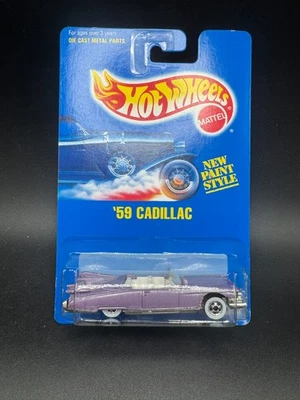 For ages over 3 years
DIE CAST METAL PARTS
HOT WHEELS
MATTEL
NEW
PAINT
STYLE
'59 CADILLAC